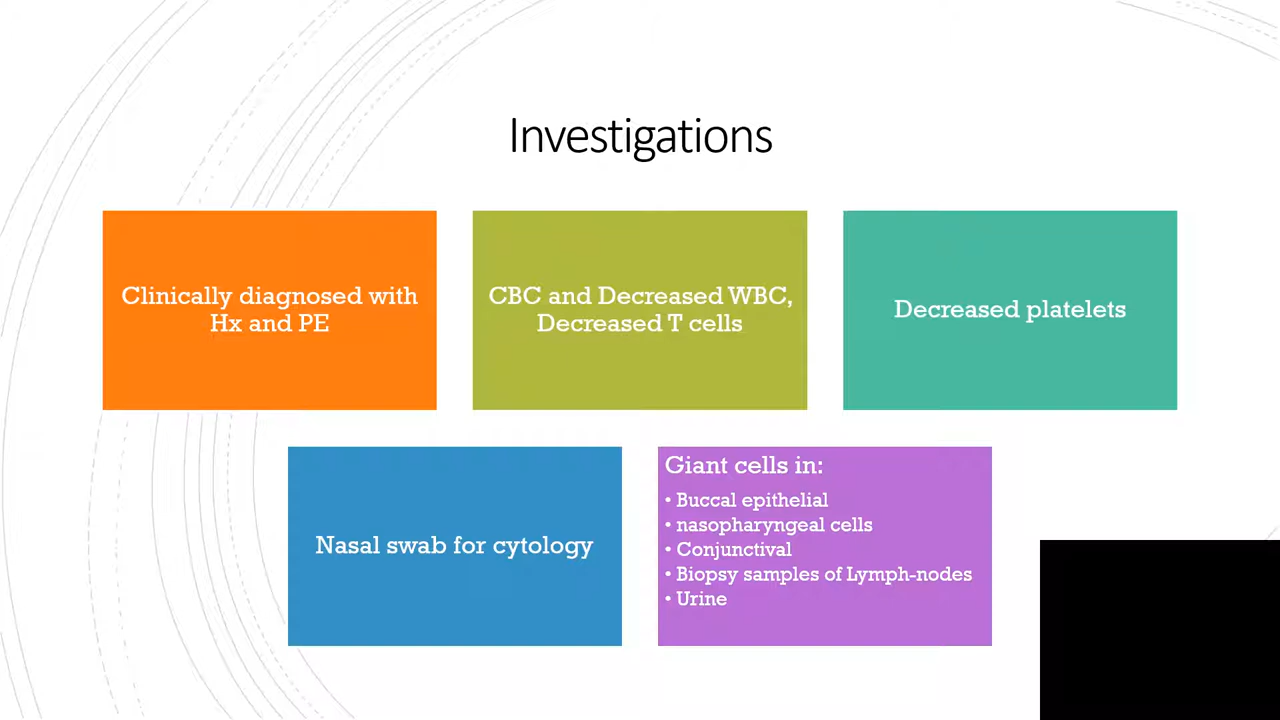 Investigations
Clinically diagnosed with
Hx and PE
CBC and Decreased WBC,
Decreased T cells
Decreased platelets
Nasal swab for cytology
Giant cells in:
• Buccal epithelial
• nasopharyngeal cells
• Conjunctival
• Biopsy samples of Lymph-nodes
• Urine